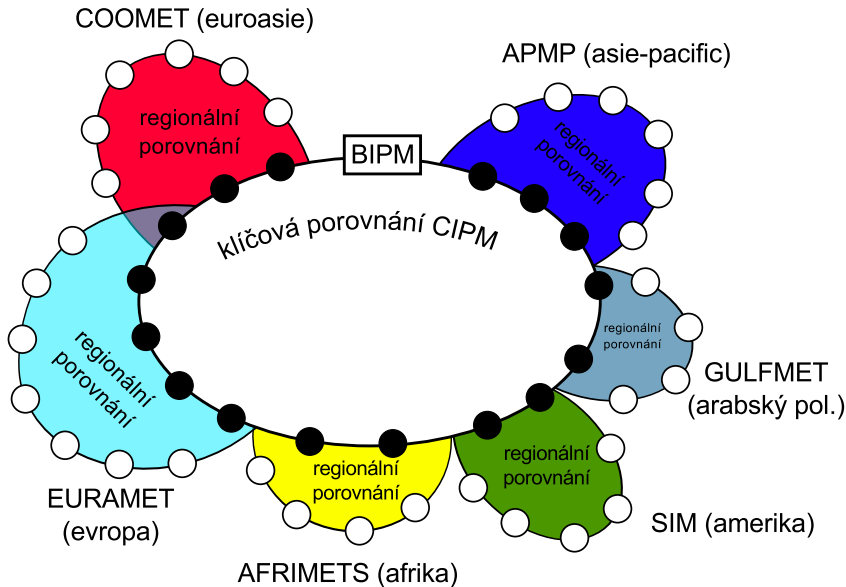 COOMET (euroasie)
APMP (asie-pacific)
regionální
porovnání
BIPM
regionální
porovnání
klíčová porovnání CIPM
regionální
porovnání
regionální
porovnání
GULFMET
(arabský pol.)
regionální
porovnání
regionální
porovnání
EURAMET
(evropa)
SIM (amerika)
AFRIMETS (afrika)